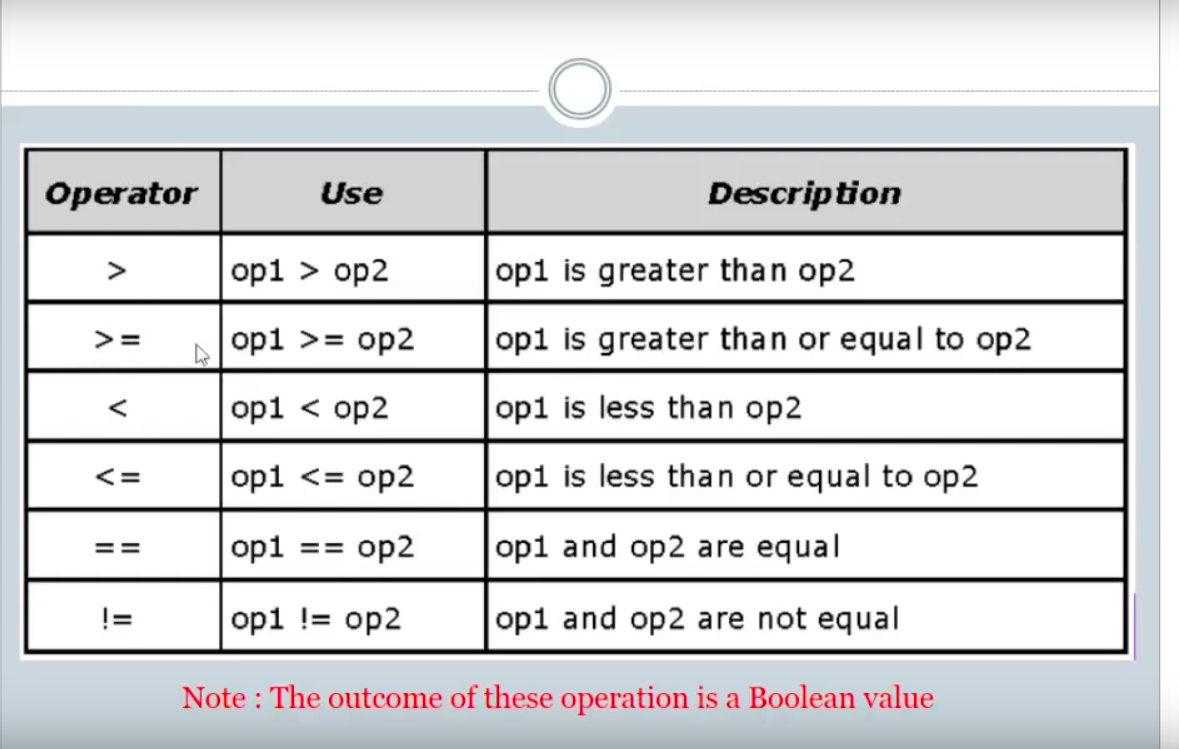 Operator Use Description
> op1 > op2 op1 is greater than op2
>= op1 >= op2 op1 is greater than or equal to op2
< op1 < op2 op1 is less than op2
<= op1 <= op2 op1 is less than or equal to op2
== op1 == op2 op1 and op2 are equal
!= op1 != op2 op1 and op2 are not equal
Note : The outcome of these operation is a Boolean value